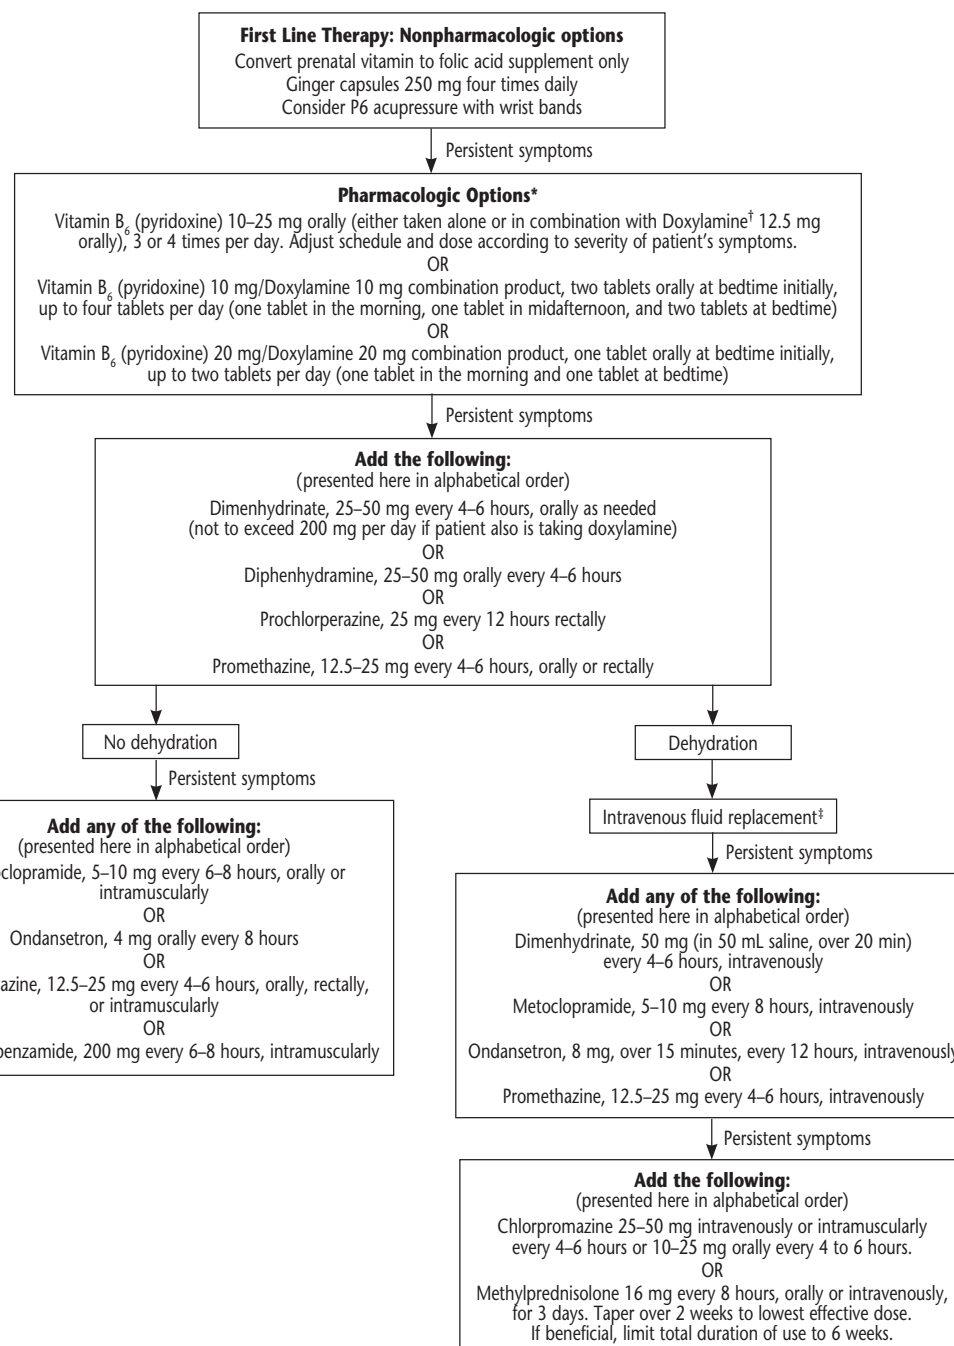 First Line Therapy: Nonpharmacologic options
Convert prenatal vitamin to folic acid supplement only
Ginger capsules 250 mg four times daily
Consider P6 acupressure with wrist bands
Persistent symptoms
Pharmacologic Options*
Vitamin B₆ (pyridoxine) 10–25 mg orally (either taken alone or in combination with Doxylamine† 12.5 mg
orally), 3 or 4 times per day. Adjust schedule and dose according to severity of patient’s symptoms.
OR
Vitamin B₆ (pyridoxine) 10 mg/Doxylamine 10 mg combination product, two tablets orally at bedtime initially,
up to four tablets per day (one tablet in the morning, one tablet in midafternoon, and two tablets at bedtime)
OR
Vitamin B₆ (pyridoxine) 20 mg/Doxylamine 20 mg combination product, one tablet orally at bedtime initially,
up to two tablets per day (one tablet in the morning and one tablet at bedtime)
Persistent symptoms
Add the following:
(presented here in alphabetical order)
Dimenhydrinate, 25–50 mg every 4–6 hours, orally as needed
(not to exceed 200 mg per day if patient also is taking doxylamine)
OR
Diphenhydramine, 25–50 mg orally every 4–6 hours
OR
Prochlorperazine, 25 mg every 12 hours rectally
OR
Promethazine, 12.5–25 mg every 4–6 hours, orally or rectally
No dehydration
Persistent symptoms
Add any of the following:
(presented here in alphabetical order)
clopramide, 5–10 mg every 6–8 hours, orally or
intramuscularly
OR
Ondansetron, 4 mg orally every 8 hours
OR
azine, 12.5–25 mg every 4–6 hours, orally, rectally,
or intramuscularly
OR
benzamide, 200 mg every 6–8 hours, intramuscularly
Dehydration
Intravenous fluid replacement‡
Persistent symptoms
Add any of the following:
(presented here in alphabetical order)
Dimenhydrinate, 50 mg (in 50 mL saline, over 20 min)
every 4–6 hours, intravenously
OR
Metoclopramide, 5–10 mg every 8 hours, intravenously
OR
Ondansetron, 8 mg, over 15 minutes, every 12 hours, intravenously
OR
Promethazine, 12.5–25 mg every 4–6 hours, intravenously
Persistent symptoms
Add the following:
(presented here in alphabetical order)
Chlorpromazine 25–50 mg intravenously or intramuscularly
every 4–6 hours or 10–25 mg orally every 4 to 6 hours.
OR
Methylprednisolone 16 mg every 8 hours, orally or intravenously,
for 3 days. Taper over 2 weeks to lowest effective dose.
If beneficial, limit total duration of use to 6 weeks.